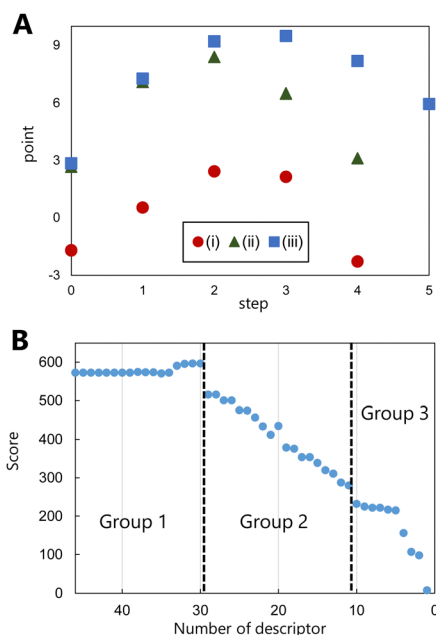 A
9
6
3
0
-3
point
0 1 2 3 4 5
step
(i) (ii) (iii)
B
600
500
400
300
200
100
0
Score
Group 1
Group 2
Group 3
40 30 20 10 0
Number of descriptor